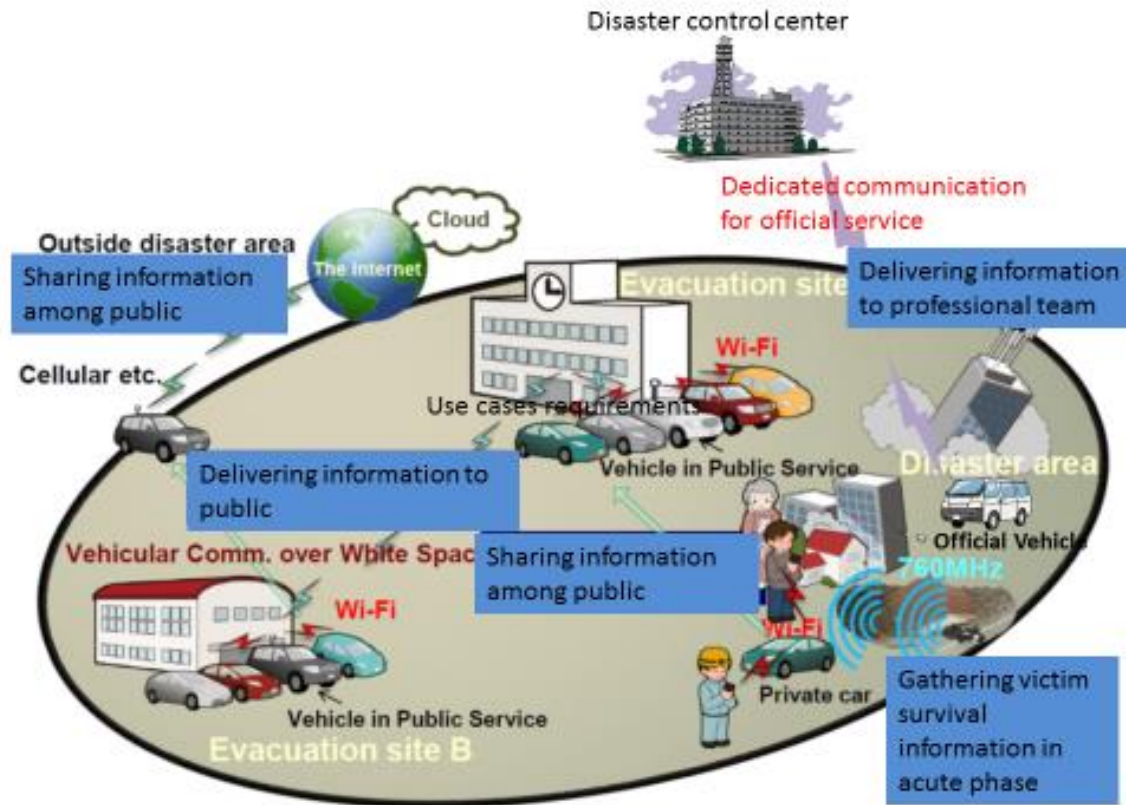 Disaster control center
Dedicated communication
for official service
Cloud
Outside disaster area
The Internet
Sharing information
among public
Evacuation site
Delivering information
to professional team
Wi-Fi
Cellular etc.
Use cases requirements
Vehicle in Public Service
Disaster area
Delivering information to
public
Official Vehicle
Vehicular Comm. over White Spac
Sharing information
among public
760MHz
Wi-Fi
Wi-Fi
Private car
Vehicle in Public Service
Evacuation site B
Gathering victim
survival
information in
acute phase